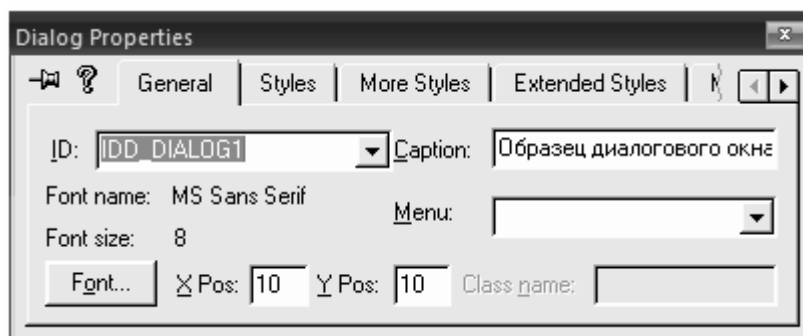 Dialog Properties
General Styles More Styles Extended Styles
ID: IDD_DIALOG1 Caption: Образец диалогового окна
Font name: MS Sans Serif
Menu:
Font size: 8
Font... X Pos: 10 Y Pos: 10 Class name: